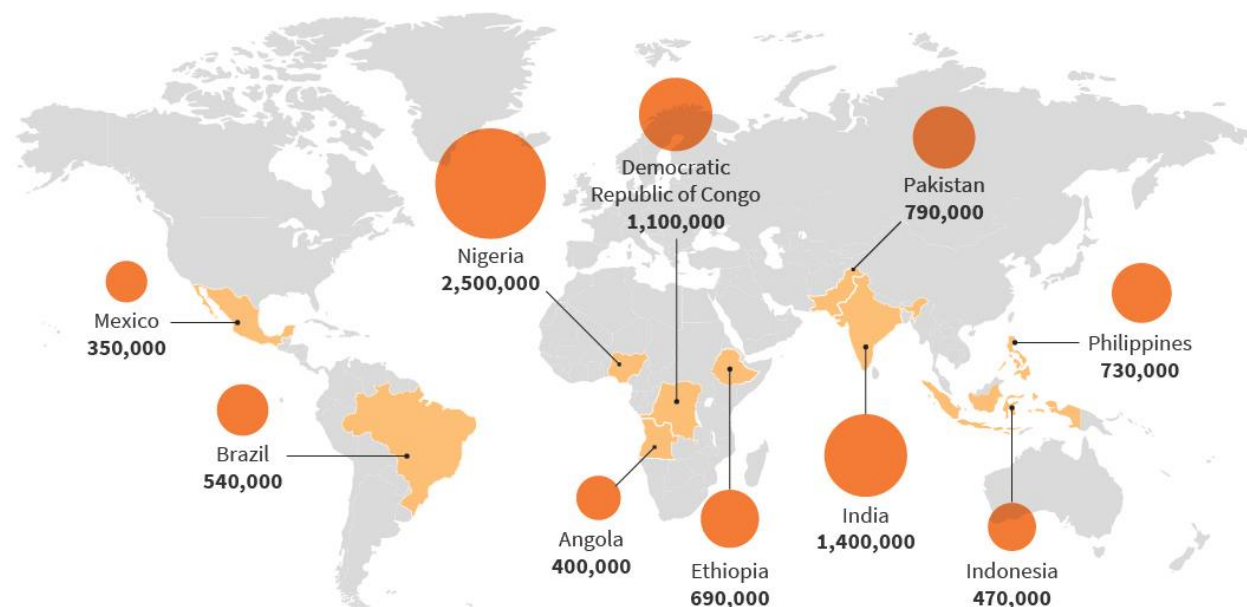 Democratic
Republic of Congo
1,100,000
Pakistan
790,000
Nigeria
2,500,000
Mexico
350,000
Philippines
730,000
Brazil
540,000
Angola
400,000
Ethiopia
690,000
India
1,400,000
Indonesia
470,000